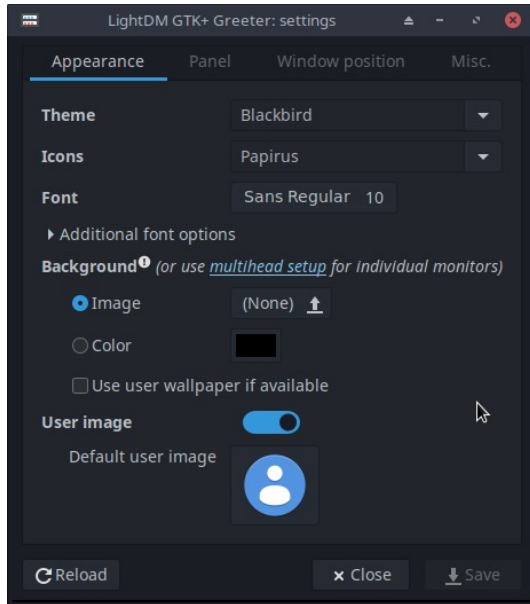 LightDM GTK+ Greeter: settings
Appearance Panel Window position Misc.
Theme Blackbird
Icons Papirus
Font Sans Regular 10
Additional font options
Background (or use multihead setup for individual monitors)
Image (None)
Color
Use user wallpaper if available
User image
Default user image
Reload Close Save